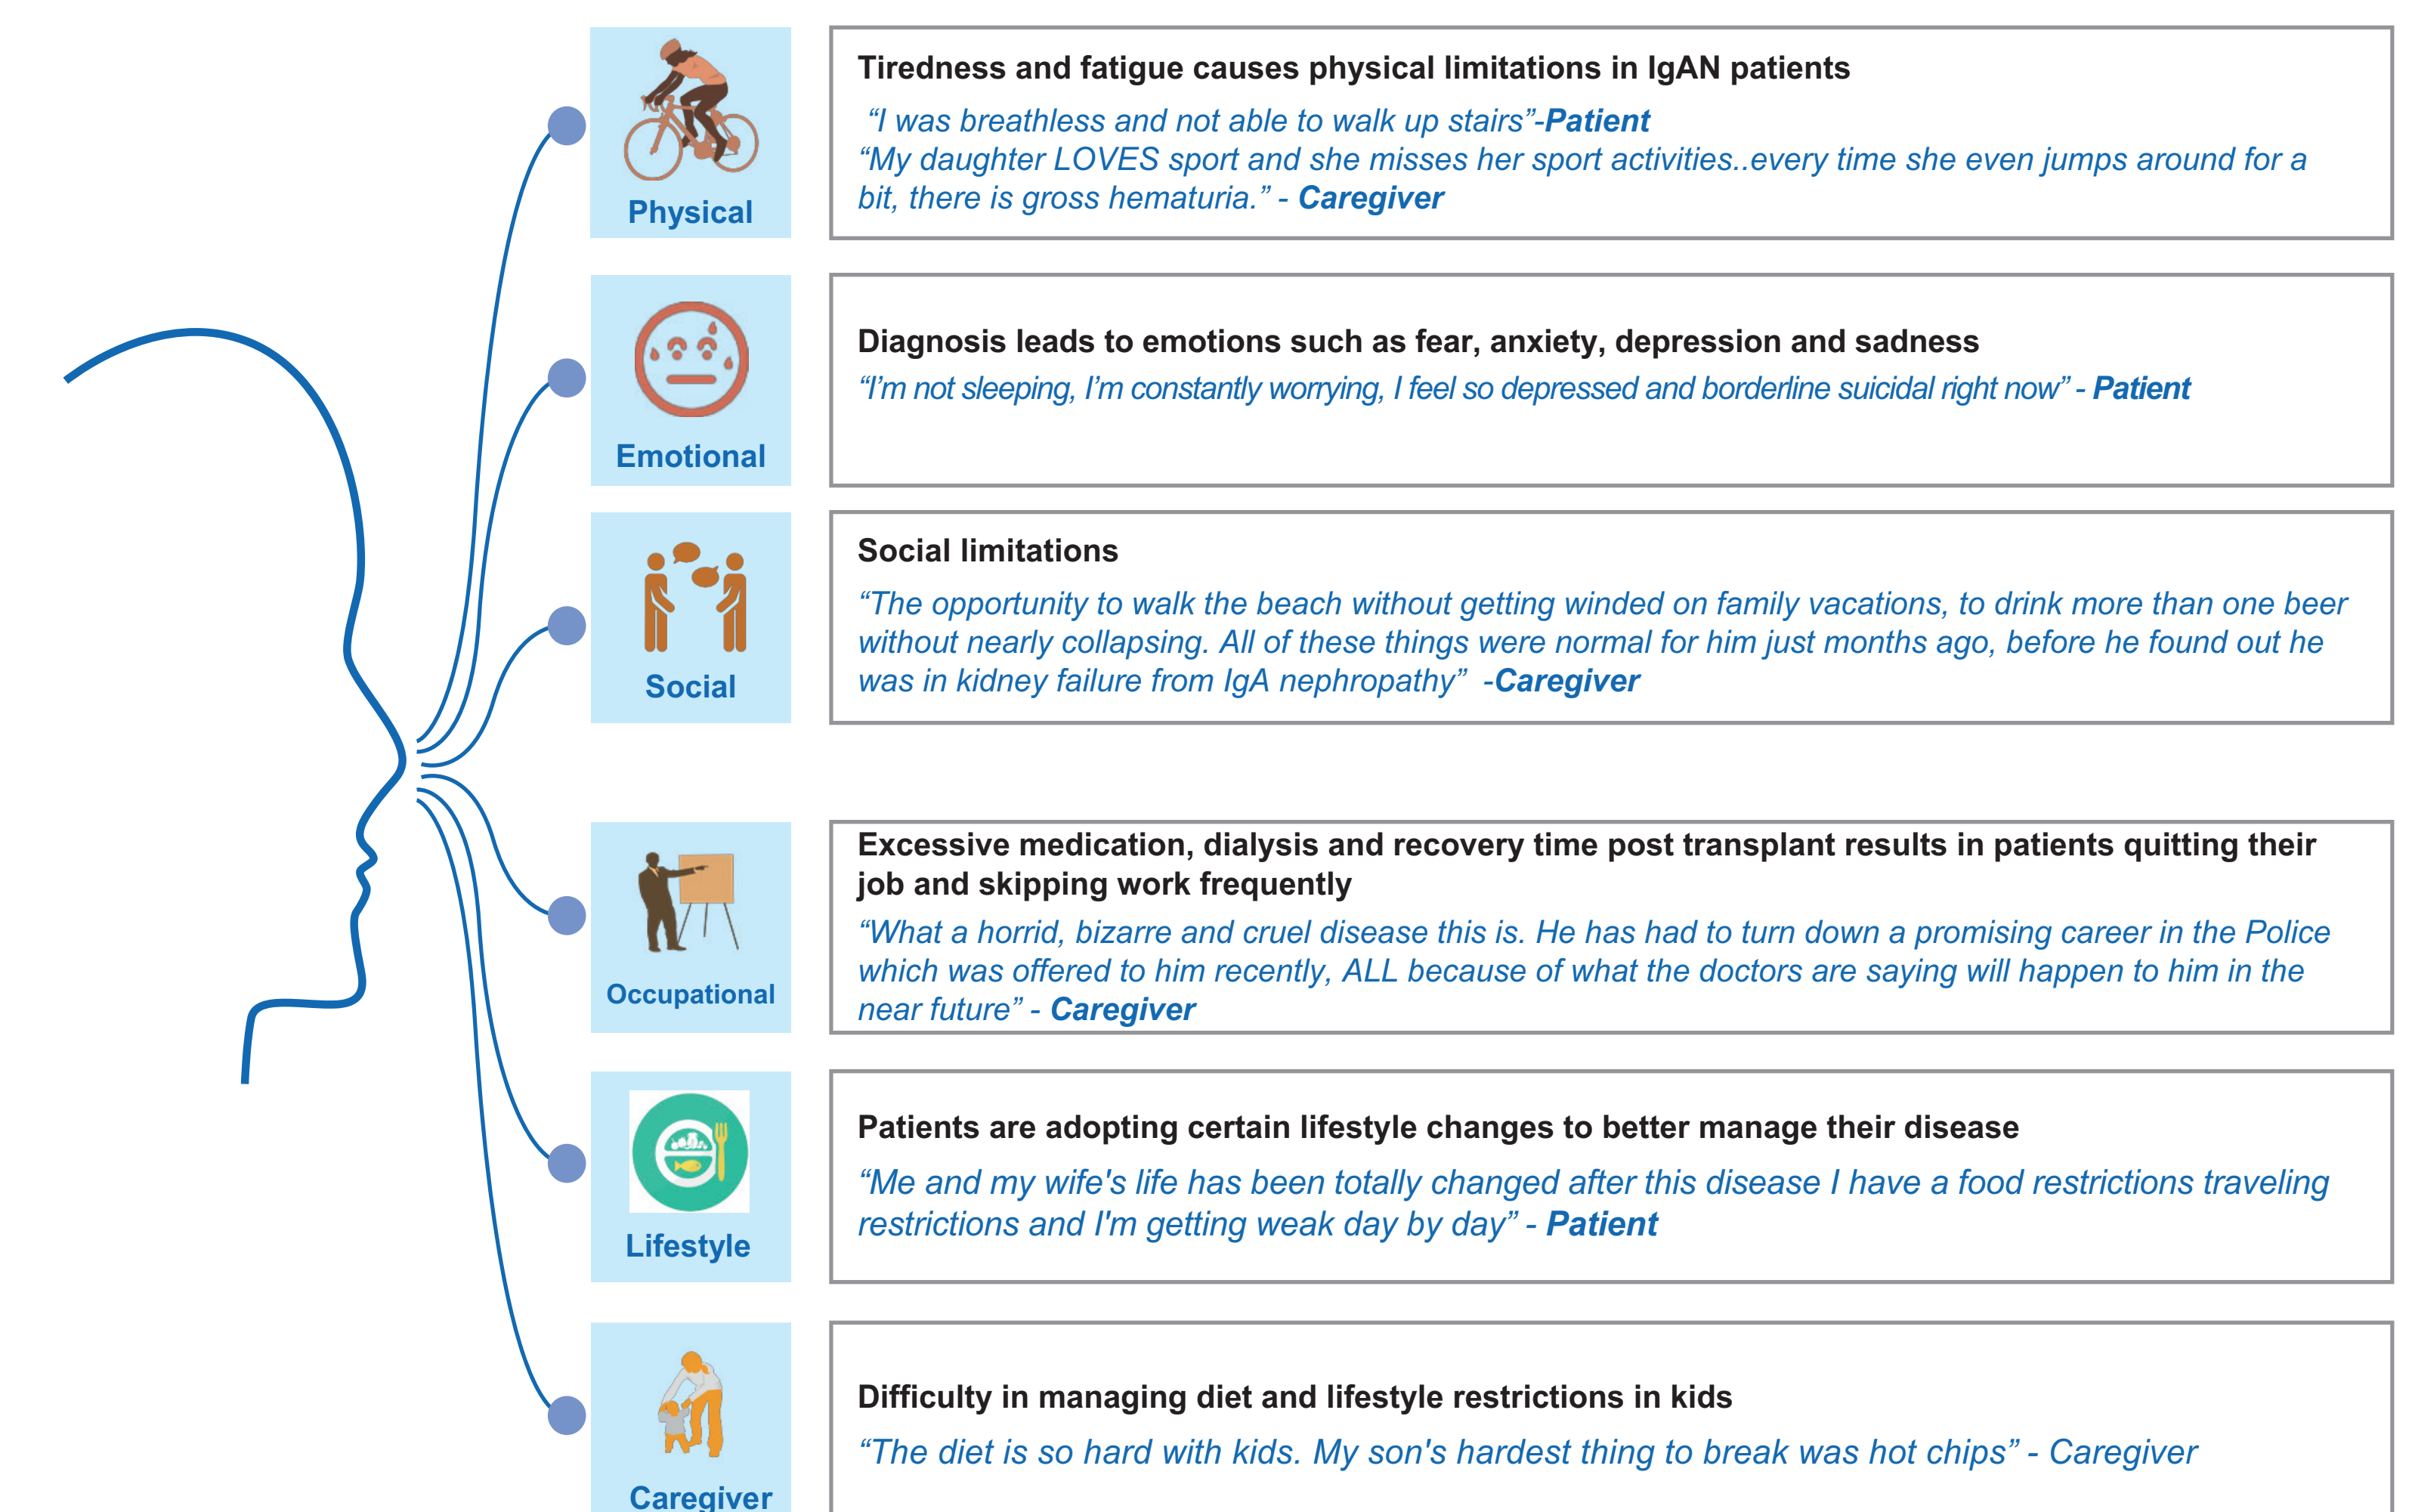 Physical
Tiredness and fatigue causes physical limitations in IgAN patients
“I was breathless and not able to walk up stairs”-Patient
“My daughter LOVES sport and she misses her sport activities..every time she even jumps around for a
bit, there is gross hematuria.” - Caregiver
Emotional
Diagnosis leads to emotions such as fear, anxiety, depression and sadness
“I’m not sleeping, I’m constantly worrying, I feel so depressed and borderline suicidal right now” - Patient
Social
Social limitations
“The opportunity to walk the beach without getting winded on family vacations, to drink more than one beer
without nearly collapsing. All of these things were normal for him just months ago, before he found out he
was in kidney failure from IgA nephropathy”  -Caregiver
Occupational
Excessive medication, dialysis and recovery time post transplant results in patients quitting their
job and skipping work frequently
“What a horrid, bizarre and cruel disease this is. He has had to turn down a promising career in the Police
which was offered to him recently, ALL because of what the doctors are saying will happen to him in the
near future” - Caregiver
Lifestyle
Patients are adopting certain lifestyle changes to better manage their disease
“Me and my wife's life has been totally changed after this disease I have a food restrictions traveling
restrictions and I'm getting weak day by day” - Patient
Caregiver
Difficulty in managing diet and lifestyle restrictions in kids
“The diet is so hard with kids. My son's hardest thing to break was hot chips” - Caregiver